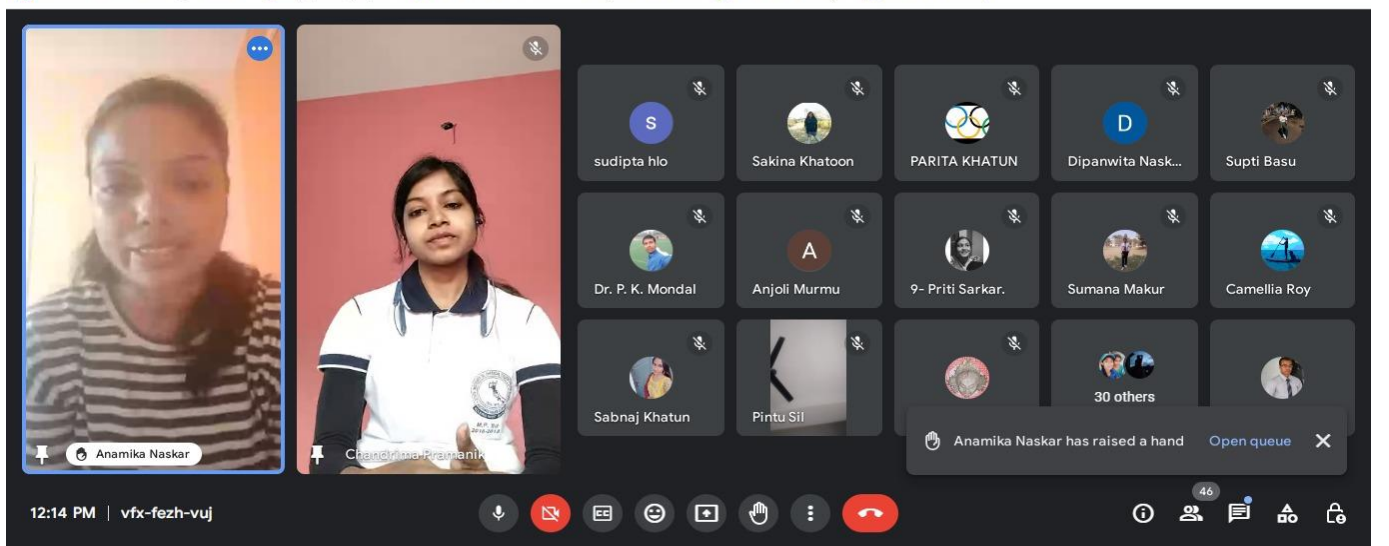 S
sudipta hlo
Sakina Khatoon
PARITA KHATUN
D
Dipanwita Nask...
Supti Basu
Dr. P. K. Mondal
A
Anjoli Murmu
9- Priti Sarkar.
Sumana Makur
Camellia Roy
Sabnaj Khatun
Pintu Sil
30 others
Anamika Naskar has raised a hand Open queue
Anamika Naskar
Chandrima Pramanik
M.P. Ed
12:14 PM | vfx-fezh-vuj
CC
46